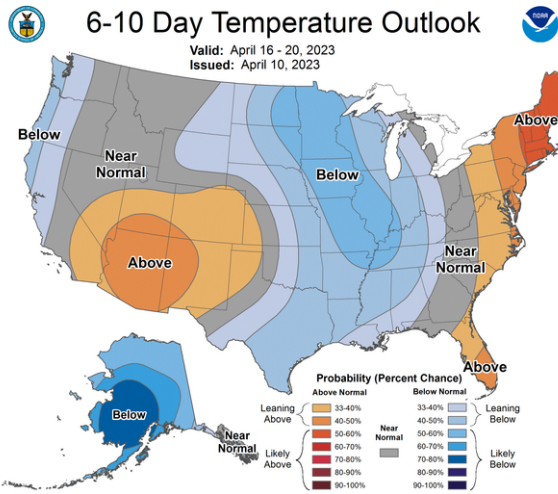 6-10 Day Temperature Outlook
NOAA
Valid: April 16 - 20, 2023
Issued: April 10, 2023
Below
Near
Normal
Above
Below
Near
Normal
Above
Above
Below
Near
Normal
Probability (Percent Chance)
Above Normal
Below Normal
Leaning
Above
33-40%
40-50%
Likely
Above
50-60%
60-70%
70-80%
80-90%
90-100%
Near
Normal
33-40%
40-50%
Leaning
Below
50-60%
60-70%
70-80%
80-90%
90-100%
Likely
Below